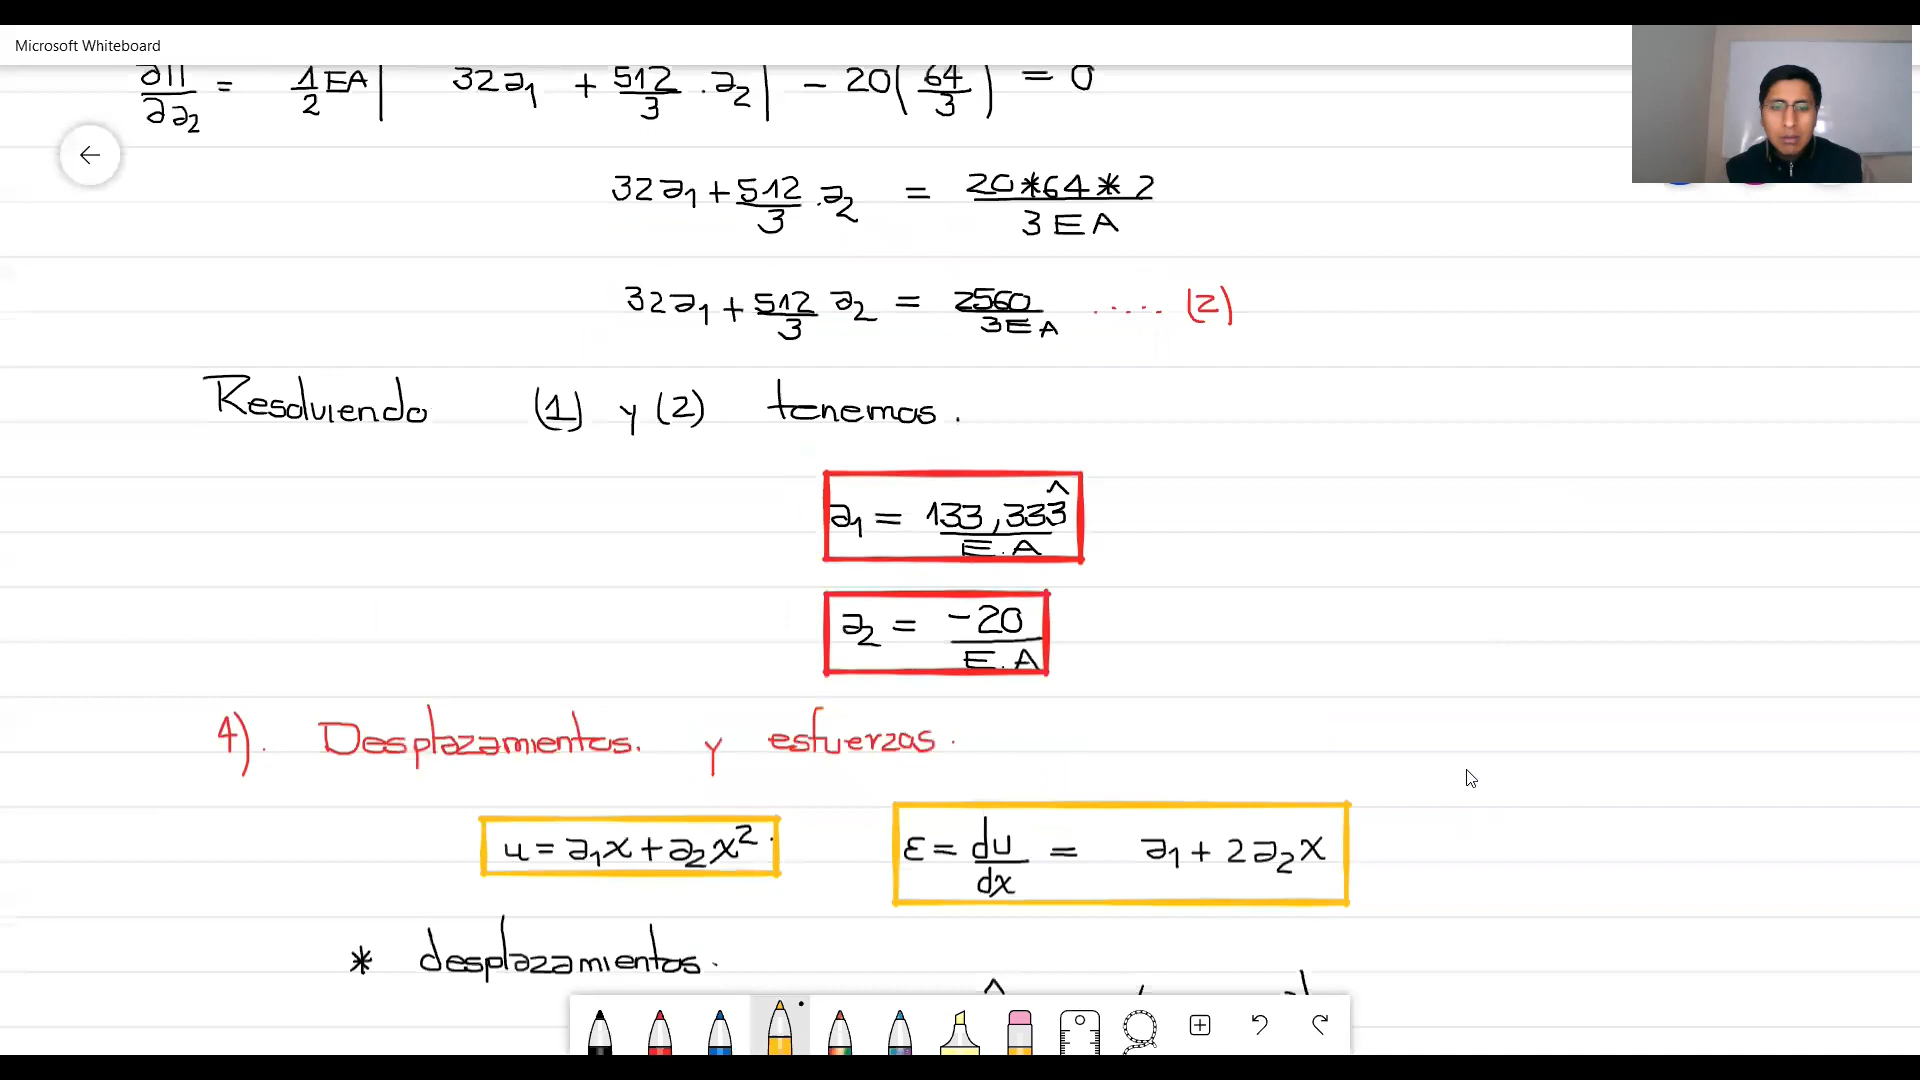 Microsoft Whiteboard
∂Π/∂a₂ = 1/2 EA| 32a₁ + 512/3 . a₂| - 20(64/3) = 0
32a₁ + 512/3 . a₂ = 20*64*2/3EA
32a₁ + 512/3 a₂ = 2560/3EA ..... (2)
Resolviendo (1) y (2) tenemos.
a₁ = 133,333̂/E.A
a₂ = -20/E.A
4). Desplazamientos. y esfuerzos.
u = a₁x + a₂x².
ε = du/dx = a₁ + 2a₂x
* desplazamientos.